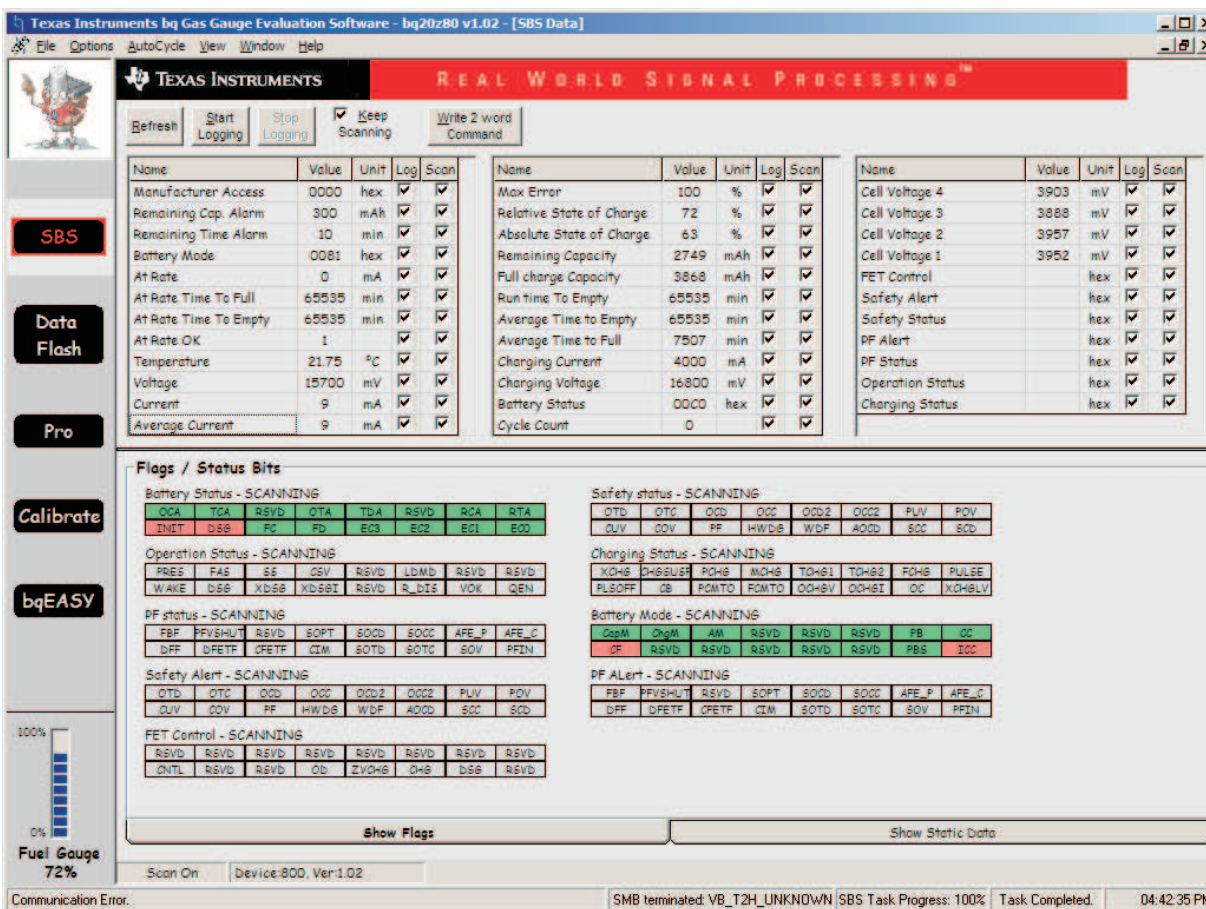 Texas Instruments bq Gas Gauge Evaluation Software - bq20z80 v1.02 - [SBS Data]
File Options AutoCycle View Window Help
TEXAS INSTRUMENTS REAL WORLD SIGNAL PROCESSING™
Refresh Start Logging Stop Logging Keep Scanning Write 2 word Command
SBS
Data Flash
Pro
Calibrate
bqEASY
100%
0%
Fuel Gauge
72%
Name Value Unit Log Scan
Manufacturer Access 0000 hex
Remaining Cap. Alarm 300 mAh
Remaining Time Alarm 10 min
Battery Mode 0081 hex
At Rate 0 mA
At Rate Time To Full 65535 min
At Rate Time To Empty 65535 min
At Rate OK 1
Temperature 21.75 °C
Voltage 15700 mV
Current 9 mA
Average Current 9 mA
Name Value Unit Log Scan
Max Error 100 %
Relative State of Charge 72 %
Absolute State of Charge 63 %
Remaining Capacity 2749 mAh
Full charge Capacity 3868 mAh
Run time To Empty 65535 min
Average Time to Empty 65535 min
Average Time to Full 7507 min
Charging Current 4000 mA
Charging Voltage 16800 mV
Battery Status 00C0 hex
Cycle Count 0
Name Value Unit Log Scan
Cell Voltage 4 3903 mV
Cell Voltage 3 3888 mV
Cell Voltage 2 3957 mV
Cell Voltage 1 3952 mV
FET Control hex
Safety Alert hex
Safety Status hex
PF Alert hex
PF Status hex
Operation Status hex
Charging Status hex
Flags / Status Bits
Battery Status - SCANNING
OCA TCA RSVD OTA TDA RSVD RCA RTA
INIT DSG FC FD EC3 EC2 EC1 EC0
Operation Status - SCANNING
PRES FAS SS CSV RSVD LDMD RSVD RSVD
WAKE DSG XDSG XDSGI RSVD R_DIS VOK QEN
PF status - SCANNING
FBF PFVSHUT RSVD SOPT SOCD SOCC AFE_P AFE_C
DFF DFETF CFETF CIM SOTD SOTC SOV PFIN
Safety Alert - SCANNING
OTD OTC OCD OCC OCD2 OCC2 PUV POV
CUV COV PF HWDG WDF AOCD SCC SCD
FET Control - SCANNING
RSVD RSVD RSVD RSVD RSVD RSVD RSVD RSVD
CNTL RSVD RSVD OD ZVCHG CHG DSG RSVD
Safety status - SCANNING
OTD OTC OCD OCC OCD2 OCC2 PUV POV
CUV COV PF HWDG WDF AOCD SCC SCD
Charging Status - SCANNING
XCHG CHGSUSP PCHG MCHG TCHG1 TCHG2 FCHG PULSE
PLSOFF CB PCMTO FCMTO OCHGV OCHGI OC XCHGLV
Battery Mode - SCANNING
CapM ChgM AM RSVD RSVD RSVD PB CC
CF RSVD RSVD RSVD RSVD RSVD PBS ICC
PF ALert - SCANNING
FBF PFVSHUT RSVD SOPT SOCD SOCC AFE_P AFE_C
DFF DFETF CFETF CIM SOTD SOTC SOV PFIN
Show Flags Show Static Data
Scan On Device:800, Ver:1.02
Communication Error. SMB terminated: VB_T2H_UNKNOWN SBS Task Progress: 100% Task Completed. 04:42:35 PM